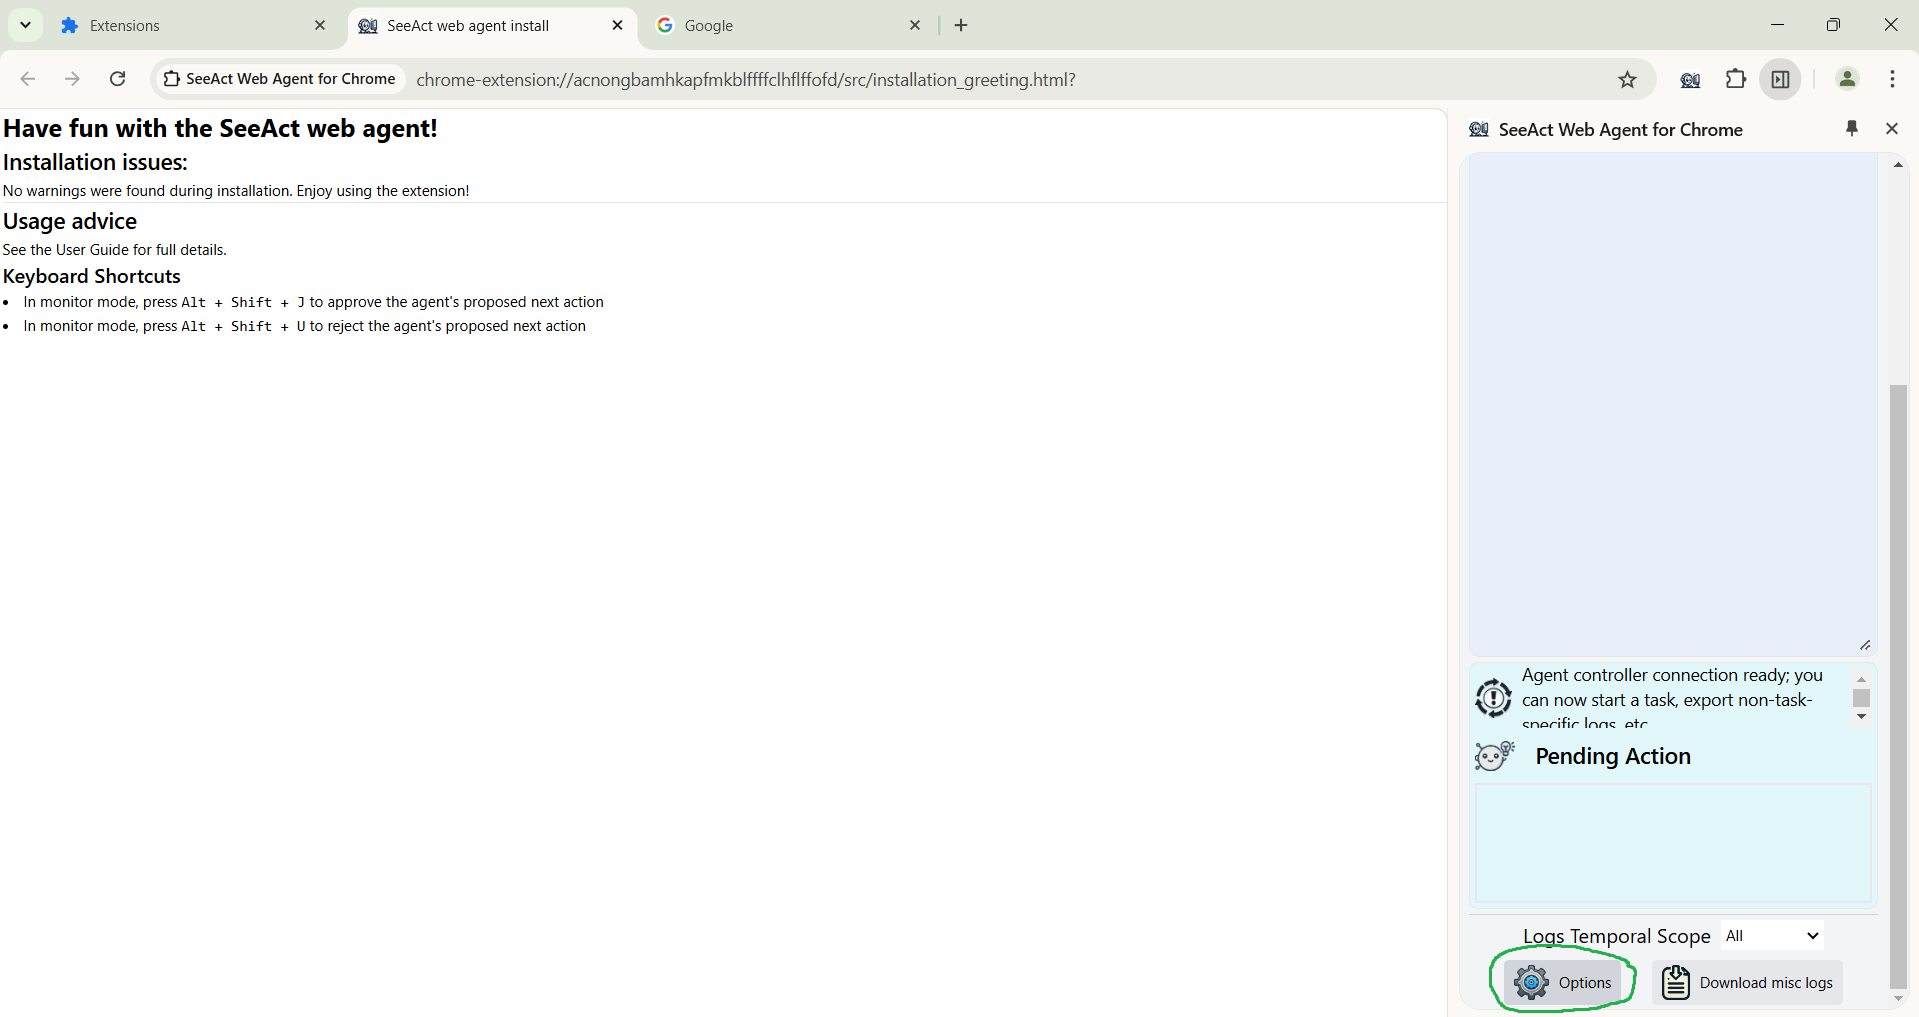 Extensions
SeeAct web agent install
Google
SeeAct Web Agent for Chrome
chrome-extension://acnongbamhkapfmkblffffclhflffofd/src/installation_greeting.html?
Have fun with the SeeAct web agent!
Installation issues:
No warnings were found during installation. Enjoy using the extension!
Usage advice
See the User Guide for full details.
Keyboard Shortcuts
• In monitor mode, press Alt + Shift + J to approve the agent's proposed next action
• In monitor mode, press Alt + Shift + U to reject the agent's proposed next action
SeeAct Web Agent for Chrome
Agent controller connection ready; you
can now start a task, export non-task-
specific logs, etc
Pending Action
Logs Temporal Scope All
Options
Download misc logs